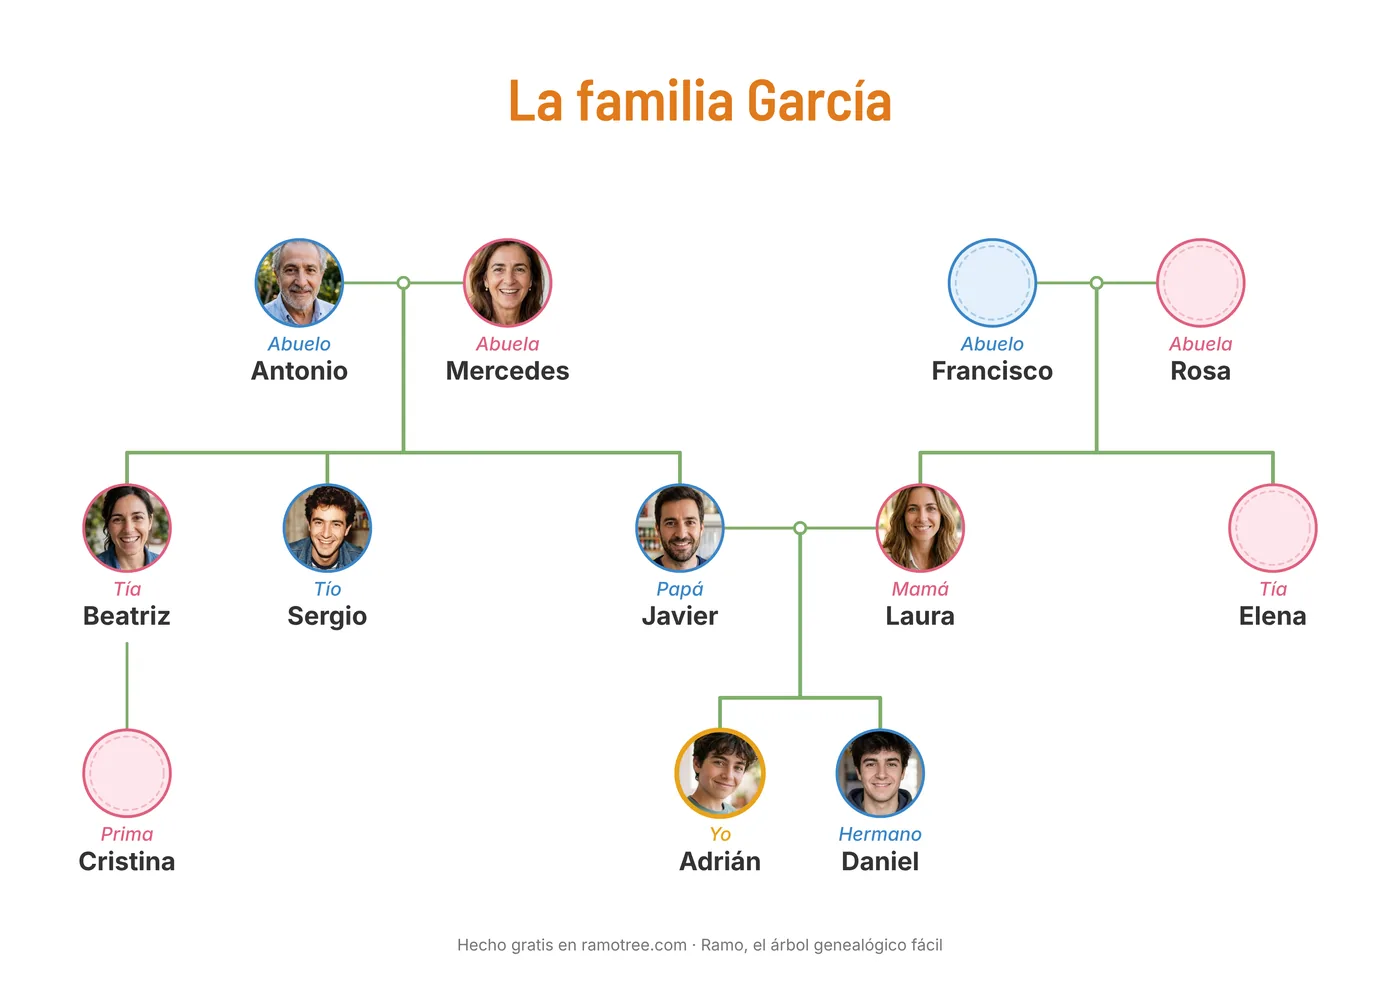 La familia García
Abuelo
Antonio
Abuela
Mercedes
Abuelo
Francisco
Abuela
Rosa
Tía
Beatriz
Tío
Sergio
Papá
Javier
Mamá
Laura
Tía
Elena
Prima
Cristina
Yo
Adrián
Hermano
Daniel
Hecho gratis en ramotree.com · Ramo, el árbol genealógico fácil